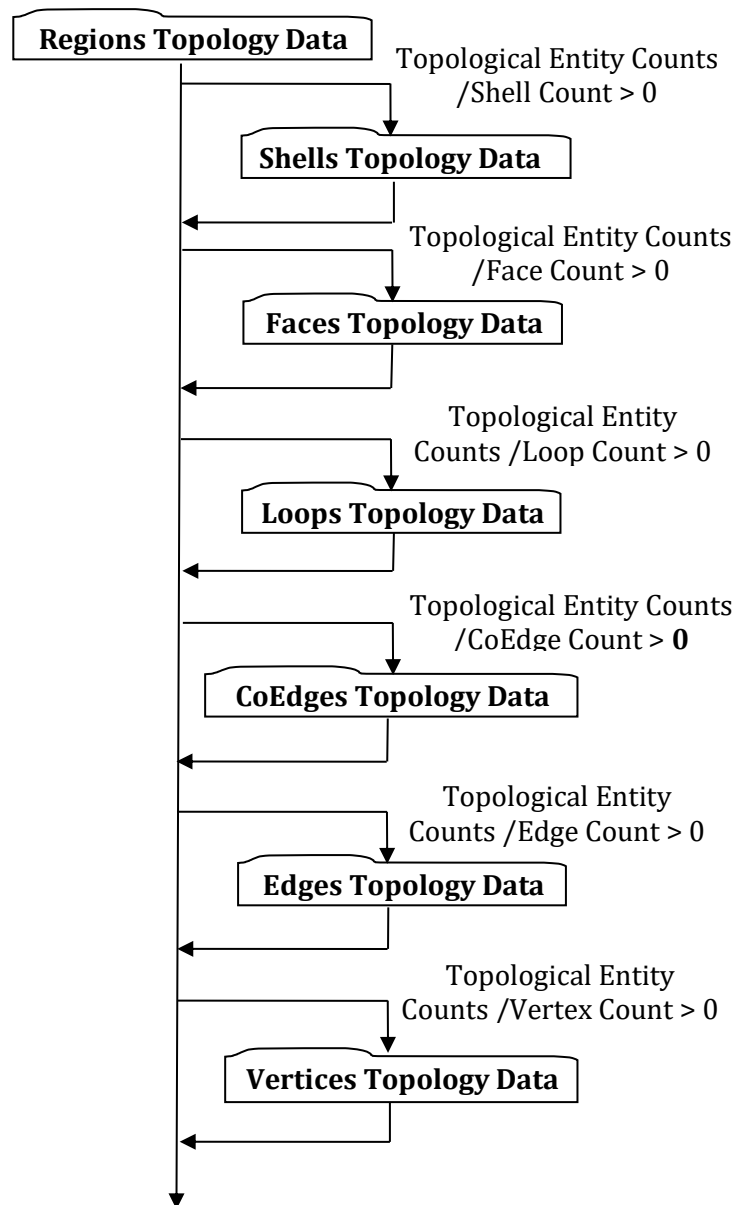 Regions Topology Data
Topological Entity Counts
/Shell Count > 0
Shells Topology Data
Topological Entity Counts
/Face Count > 0
Faces Topology Data
Topological Entity
Counts /Loop Count > 0
Loops Topology Data
Topological Entity Counts
/CoEdge Count > 0
CoEdges Topology Data
Topological Entity
Counts /Edge Count > 0
Edges Topology Data
Topological Entity
Counts /Vertex Count > 0
Vertices Topology Data